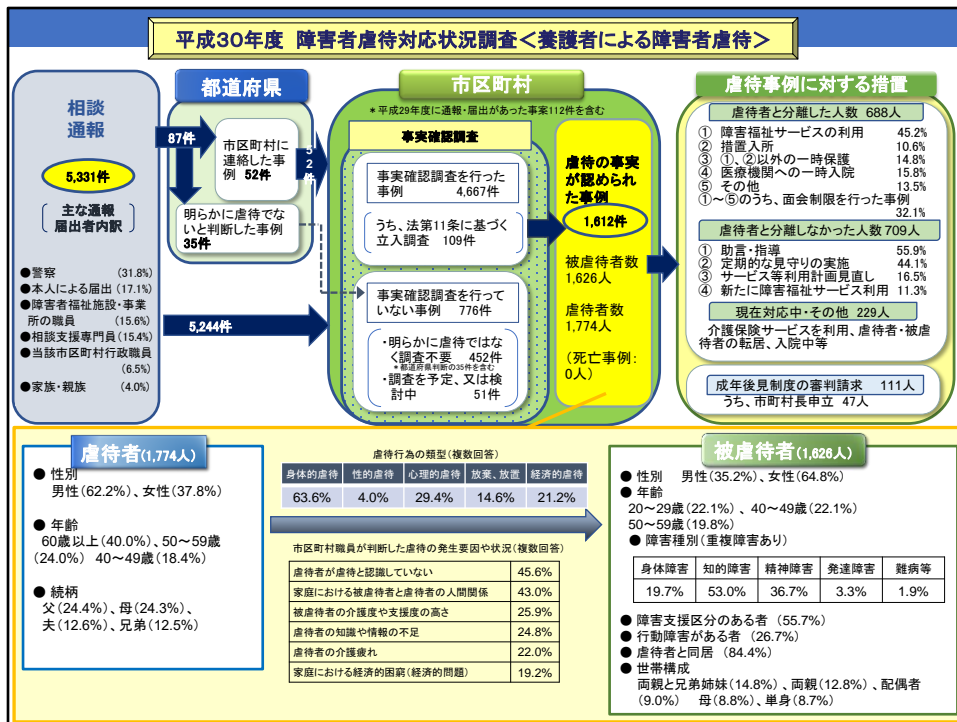 平成３０年度 障害者虐待対応状況調査＜養護者による障害者虐待＞
相談
通報
5,331件
主な通報
届出者内訳
●警察 (31.8%)
●本人による届出(17.1%)
●障害者福祉施設・事業
所の職員 (15.6%)
●相談支援専門員(15.4%)
●当該市区町村行政職員
(6.5%)
●家族・親族 (4.0%)
都道府県
87件
市区町村に
連絡した事
例 52件
明らかに虐待でな
いと判断した事例
35件
52件
5,244件
市区町村
＊平成29年度に通報・届出があった事案112件を含む
事実確認調査
事実確認調査を行った
事例 4,667件
うち、法第11条に基づく
立入調査 109件
事実確認調査を行って
いない事例 776件
・明らかに虐待ではな
く調査不要 452件
＊都道府県判断の35件を含む
・調査を予定、又は検
討中 51件
虐待の事実
が認められ
た事例
1,612件
被虐待者数
1,626人
虐待者数
1,774人
(死亡事例：
0人)
虐待事例に対する措置
虐待者と分離した人数 688人
① 障害福祉サービスの利用 45.2%
② 措置入所 10.6%
③ ①、②以外の一時保護 14.8%
④ 医療機関への一時入院 15.8%
⑤ その他 13.5%
①～⑤のうち、面会制限を行った事例
32.1%
虐待者と分離しなかった人数709人
① 助言・指導 55.9%
② 定期的な見守りの実施 44.1%
③ サービス等利用計画見直し 16.5%
④ 新たに障害福祉サービス利用 11.3%
現在対応中・その他 229人
介護保険サービスを利用、虐待者・被虐
待者の転居、入院中等
成年後見制度の審判請求 111人
うち、市町村長申立 47人
虐待者(1,774人)
● 性別
男性(62.2%)、女性(37.8%)
● 年齢
60歳以上(40.0%)、50～59歳
(24.0%) 40～49歳(18.4%)
● 続柄
父(24.4%)、母(24.3%)、
夫(12.6%)、兄弟(12.5%)
虐待行為の類型(複数回答)
身体的虐待 性的虐待 心理的虐待 放棄、放置 経済的虐待
63.6% 4.0% 29.4% 14.6% 21.2%
市区町村職員が判断した虐待の発生要因や状況(複数回答)
虐待者が虐待と認識していない 45.6%
家庭における被虐待者と虐待者の人間関係 43.0%
被虐待者の介護度や支援度の高さ 25.9%
虐待者の知識や情報の不足 24.8%
虐待者の介護疲れ 22.0%
家庭における経済的困窮(経済的問題) 19.2%
被虐待者(1,626人)
● 性別 男性(35.2%)、女性(64.8%)
● 年齢
20～29歳(22.1%) 、40～49歳(22.1%)
50～59歳(19.8%)
● 障害種別(重複障害あり)
身体障害 知的障害 精神障害 発達障害 難病等
19.7% 53.0% 36.7% 3.3% 1.9%
● 障害支援区分のある者 (55.7%)
● 行動障害がある者 (26.7%)
● 虐待者と同居 (84.4%)
● 世帯構成
両親と兄弟姉妹(14.8%)、両親(12.8%)、配偶者
(9.0%) 母(8.8%)、単身(8.7%)